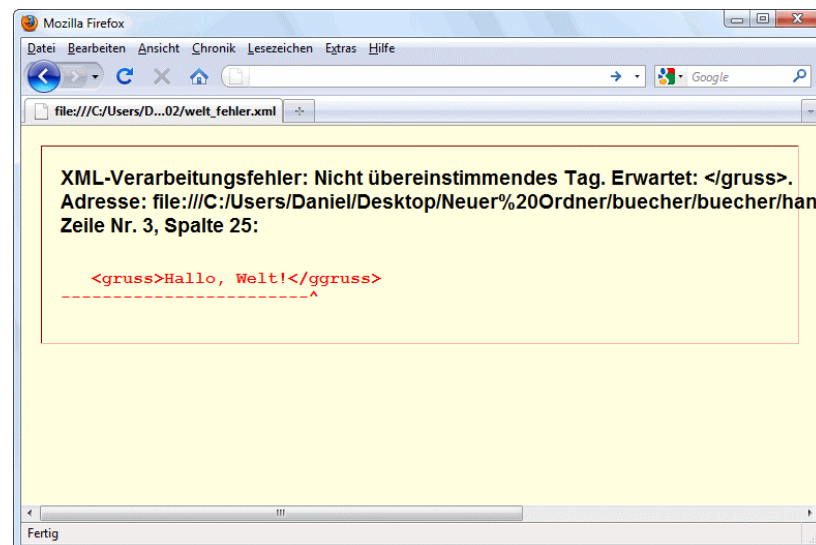 Mozilla Firefox
Datei Bearbeiten Ansicht Chronik Lesezeichen Extras Hilfe
Google
file:///C:/Users/D...02/welt_fehler.xml
XML-Verarbeitungsfehler: Nicht übereinstimmendes Tag. Erwartet: </gruss>.
Adresse: file:///C:/Users/Daniel/Desktop/Neuer%20Ordner/buecher/buecher/han
Zeile Nr. 3, Spalte 25:
<gruss>Hallo, Welt!</ggruss>
------------------------^
Fertig